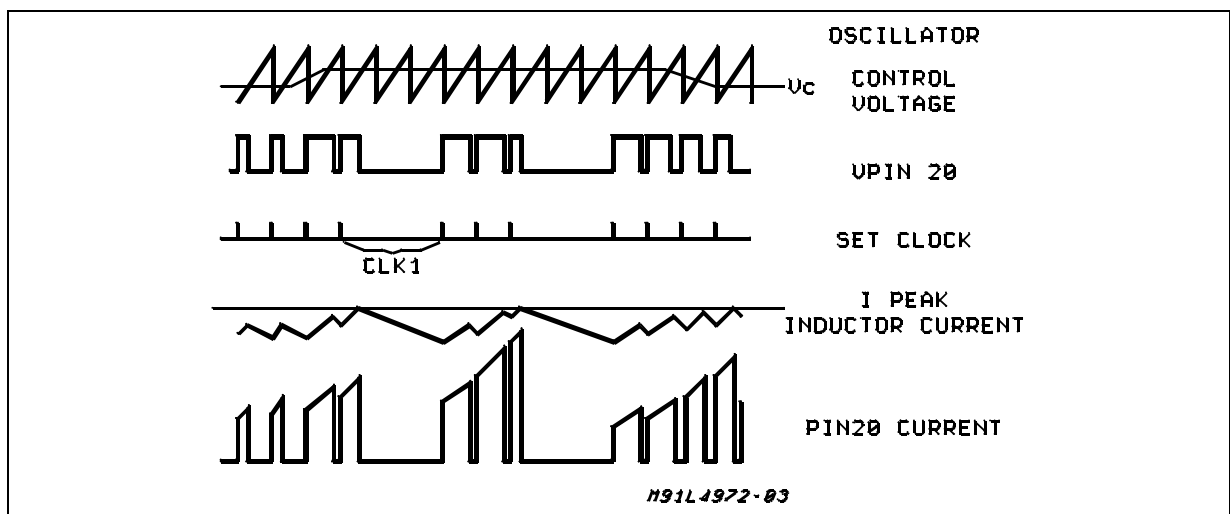 OSCILLATOR
Vc
CONTROL
VOLTAGE
VPIN 20
SET CLOCK
CLK1
I PEAK
INDUCTOR CURRENT
PIN20 CURRENT
M91L4972-03